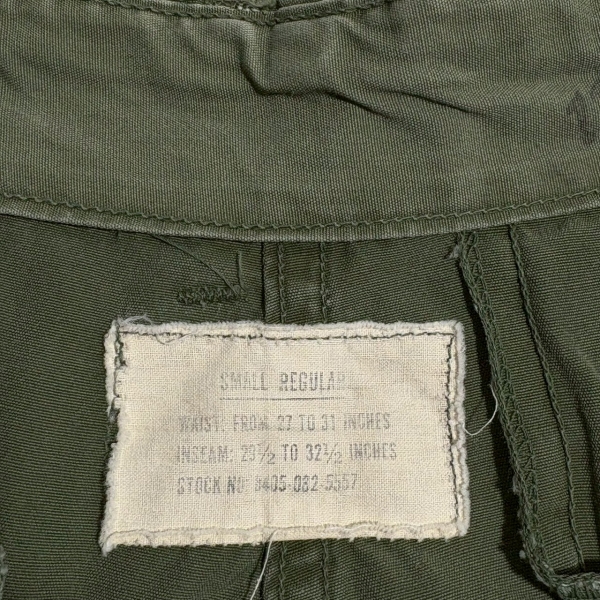 SMALL REGULAR
WAIST: FROM 27 TO 31 INCHES
INSEAM: 29½ TO 32½ INCHES
STOCK NO 8405-082-5557